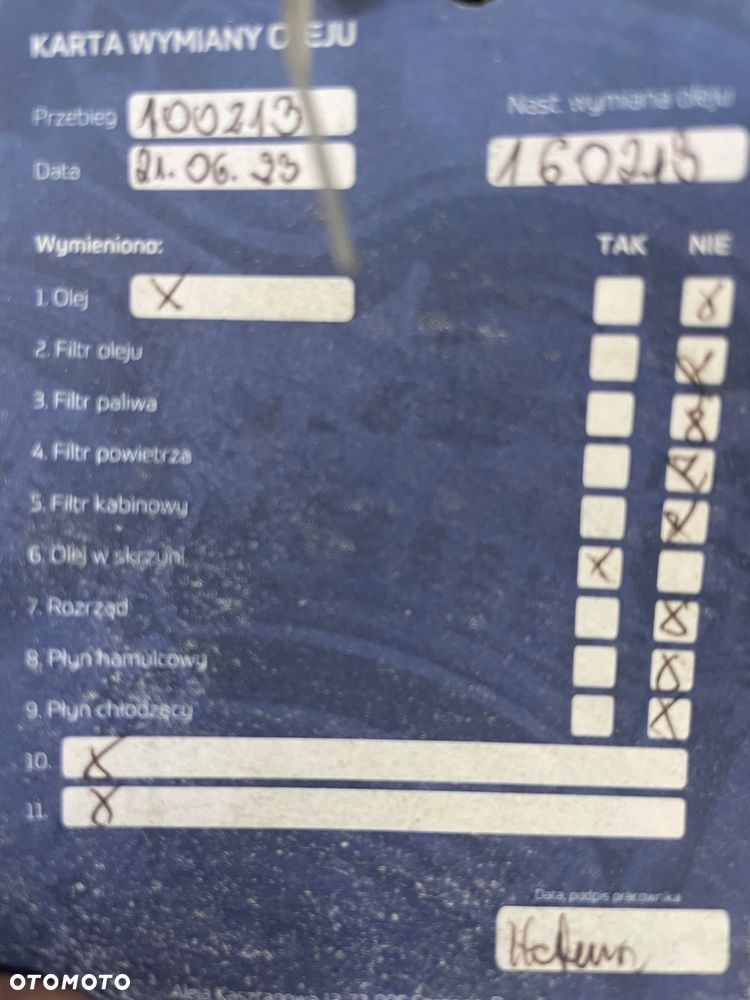 KARTA WYMIANY OLEJU
Przebieg 100213 Nast. wymiana oleju
Data 21.06.23 160213
Wymieniono: TAK NIE
1. Olej X X
2. Filtr oleju X
3. Filtr paliwa X
4. Filtr powietrza X
5. Filtr kabinowy X
6. Olej w skrzyni X
7. Rozrząd X
8. Płyn hamulcowy X
9. Płyn chłodzący X
10. X
11. X
Data, podpis pracownika
OTOMOTO